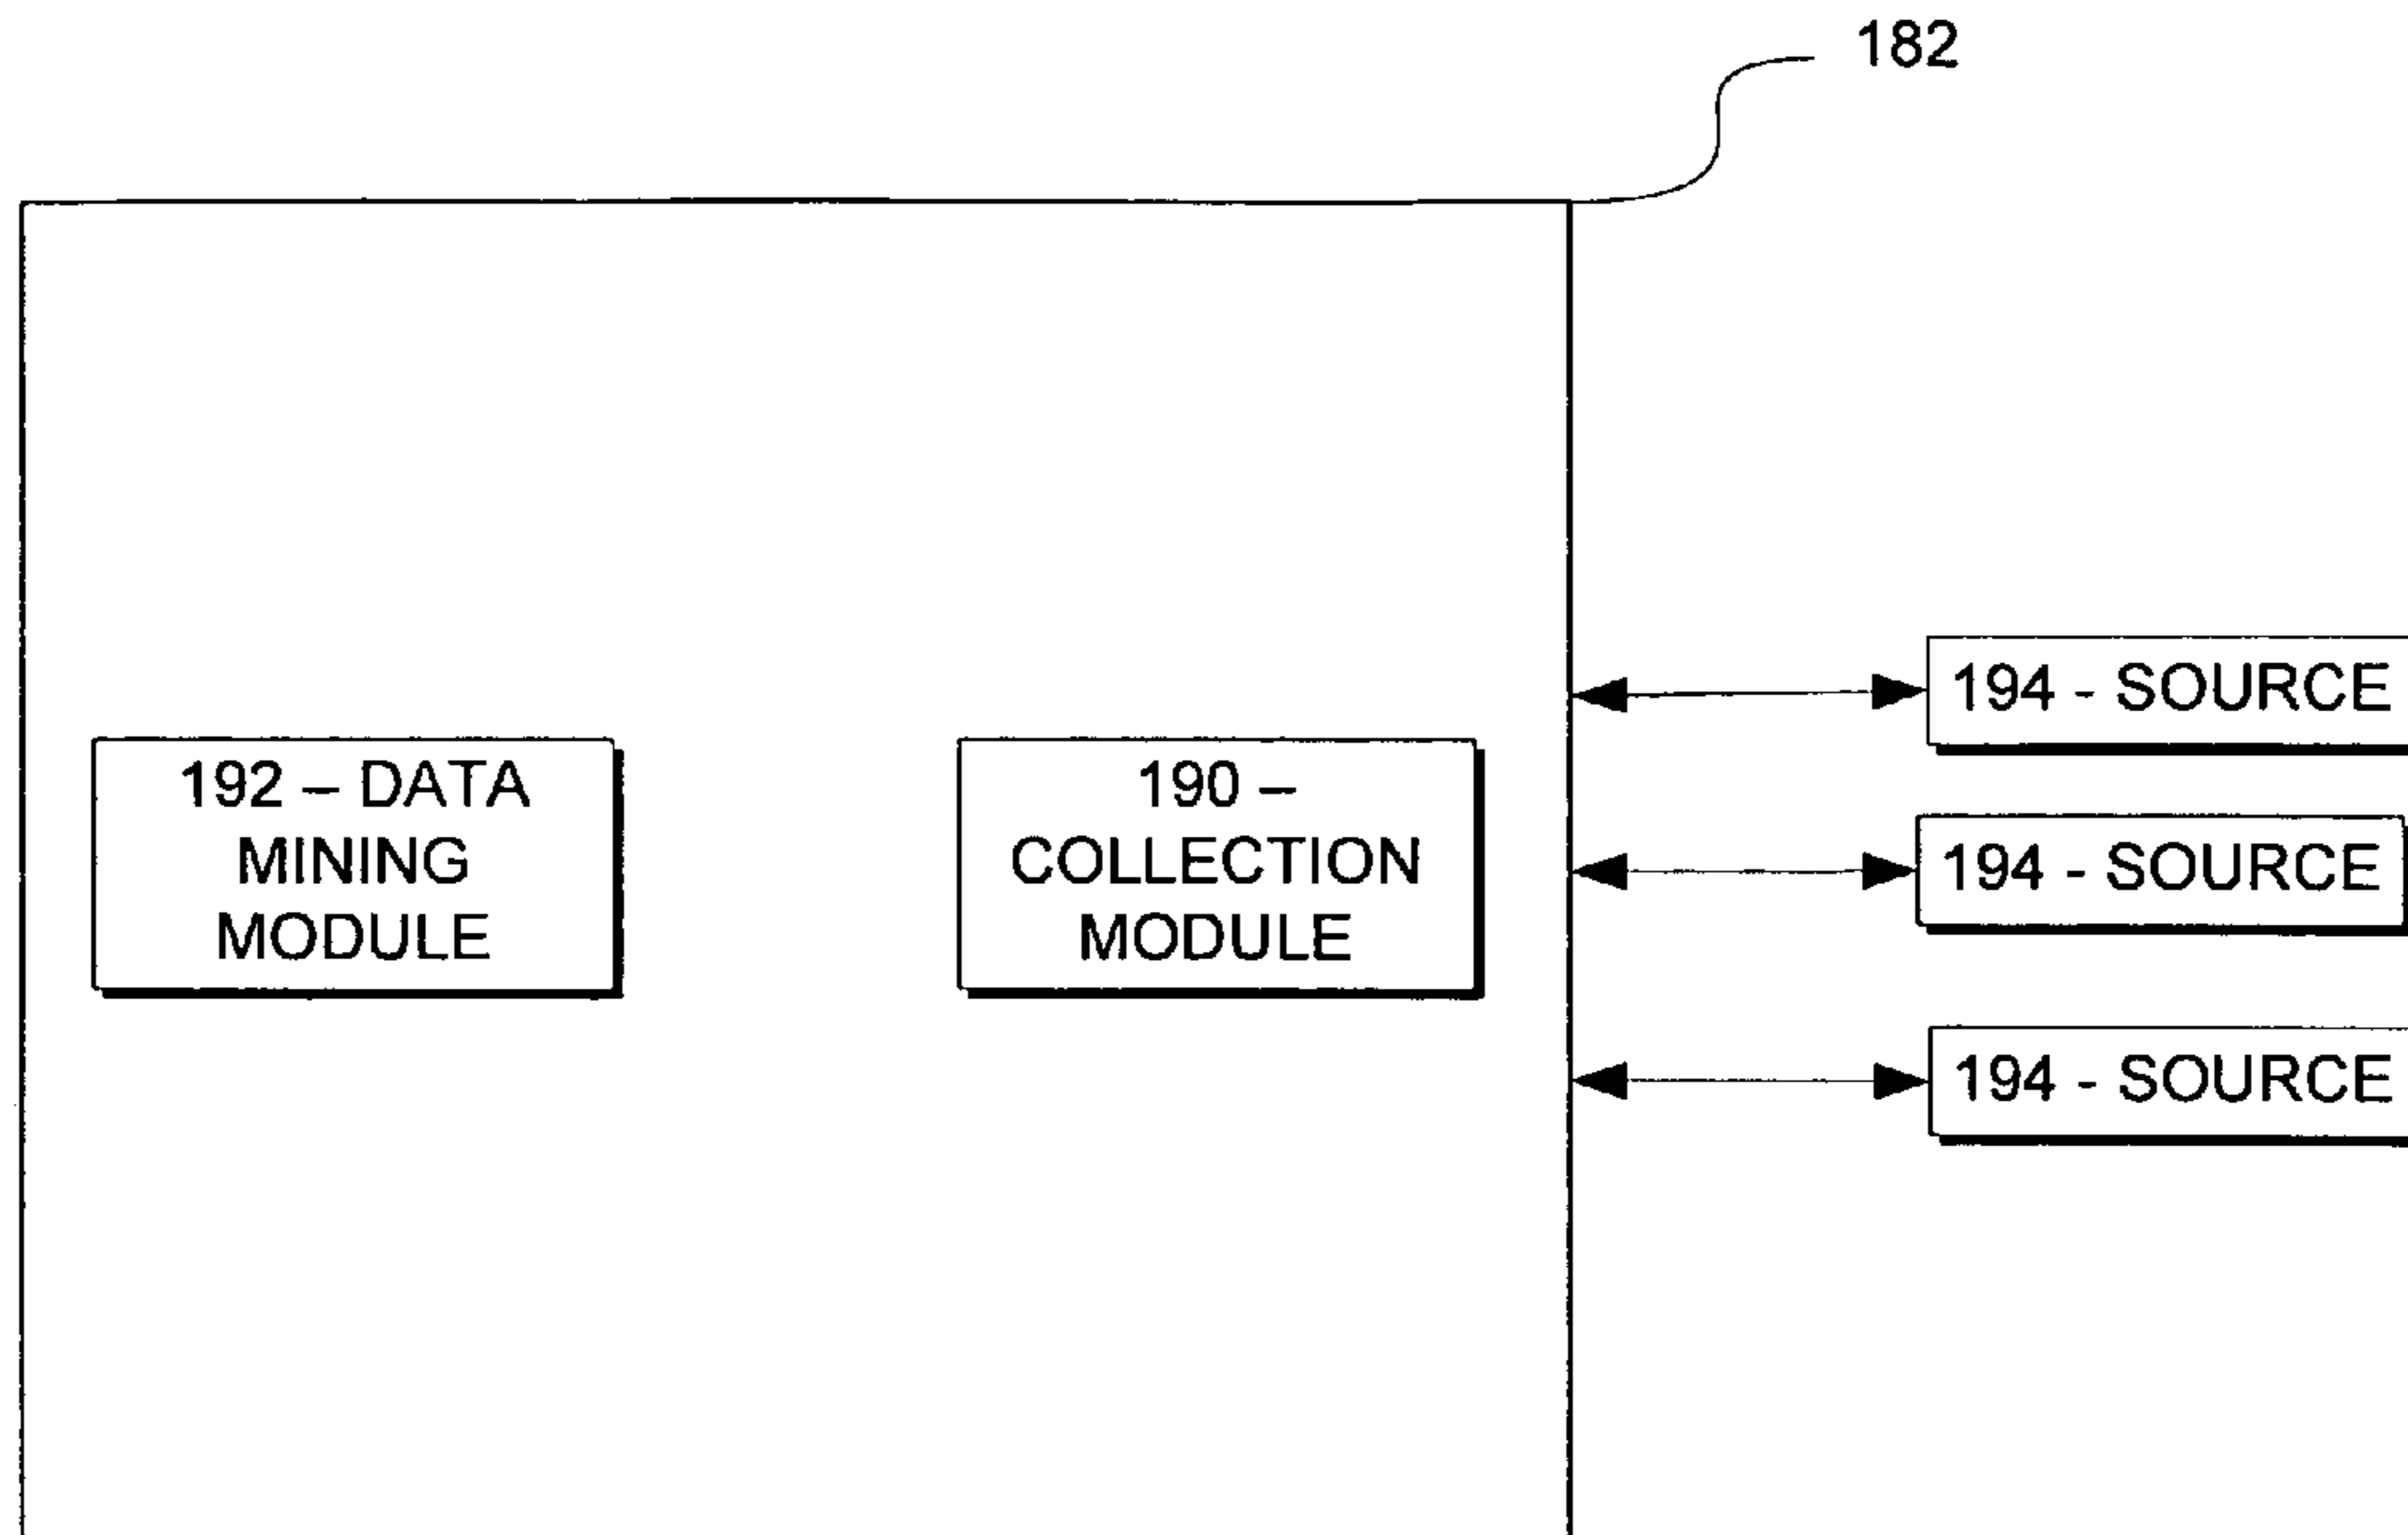 182
194 - SOURCE
192 – DATA
MINING
MODULE
190 –
COLLECTION
MODULE
194 - SOURCE
194 - SOURCE